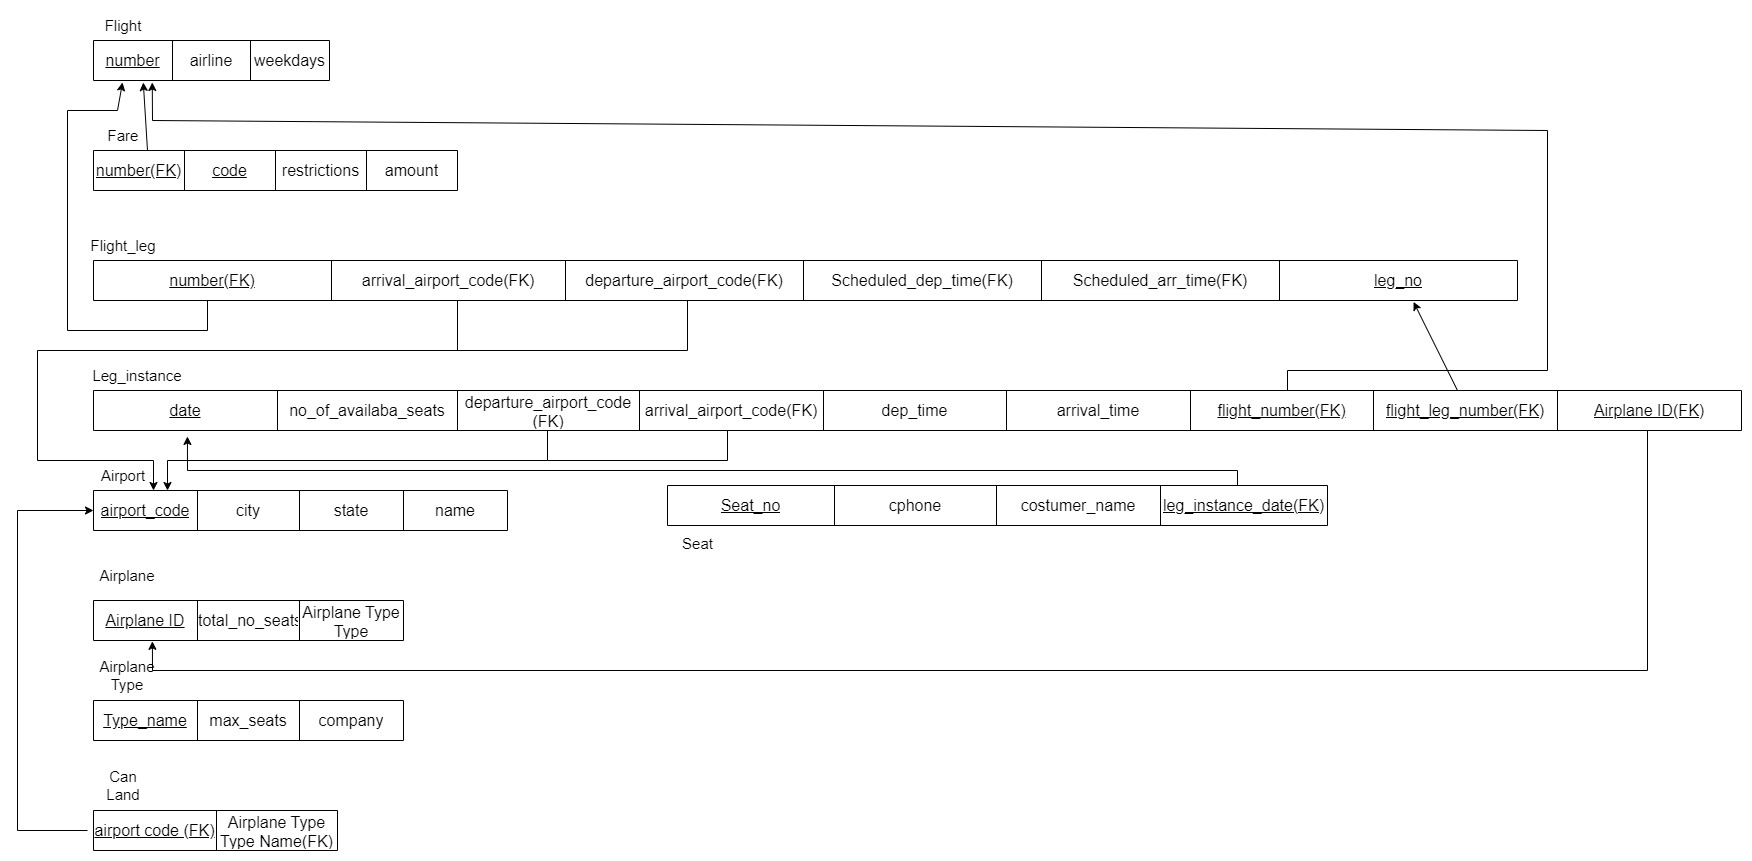 Flight
number airline weekdays
Fare
number(FK) code restrictions amount
Flight_leg
number(FK) arrival_airport_code(FK) departure_airport_code(FK) Scheduled_dep_time(FK) Scheduled_arr_time(FK) leg_no
Leg_instance
date no_of_availaba_seats departure_airport_code
(FK) arrival_airport_code(FK) dep_time arrival_time flight_number(FK) flight_leg_number(FK) Airplane ID(FK)
Airport
airport_code city state name
Seat_no cphone costumer_name leg_instance_date(FK)
Seat
Airplane
Airplane ID total_no_seats Airplane Type
Type
Airplane
Type
Type_name max_seats company
Can
Land
airport code (FK) Airplane Type
Type Name(FK)